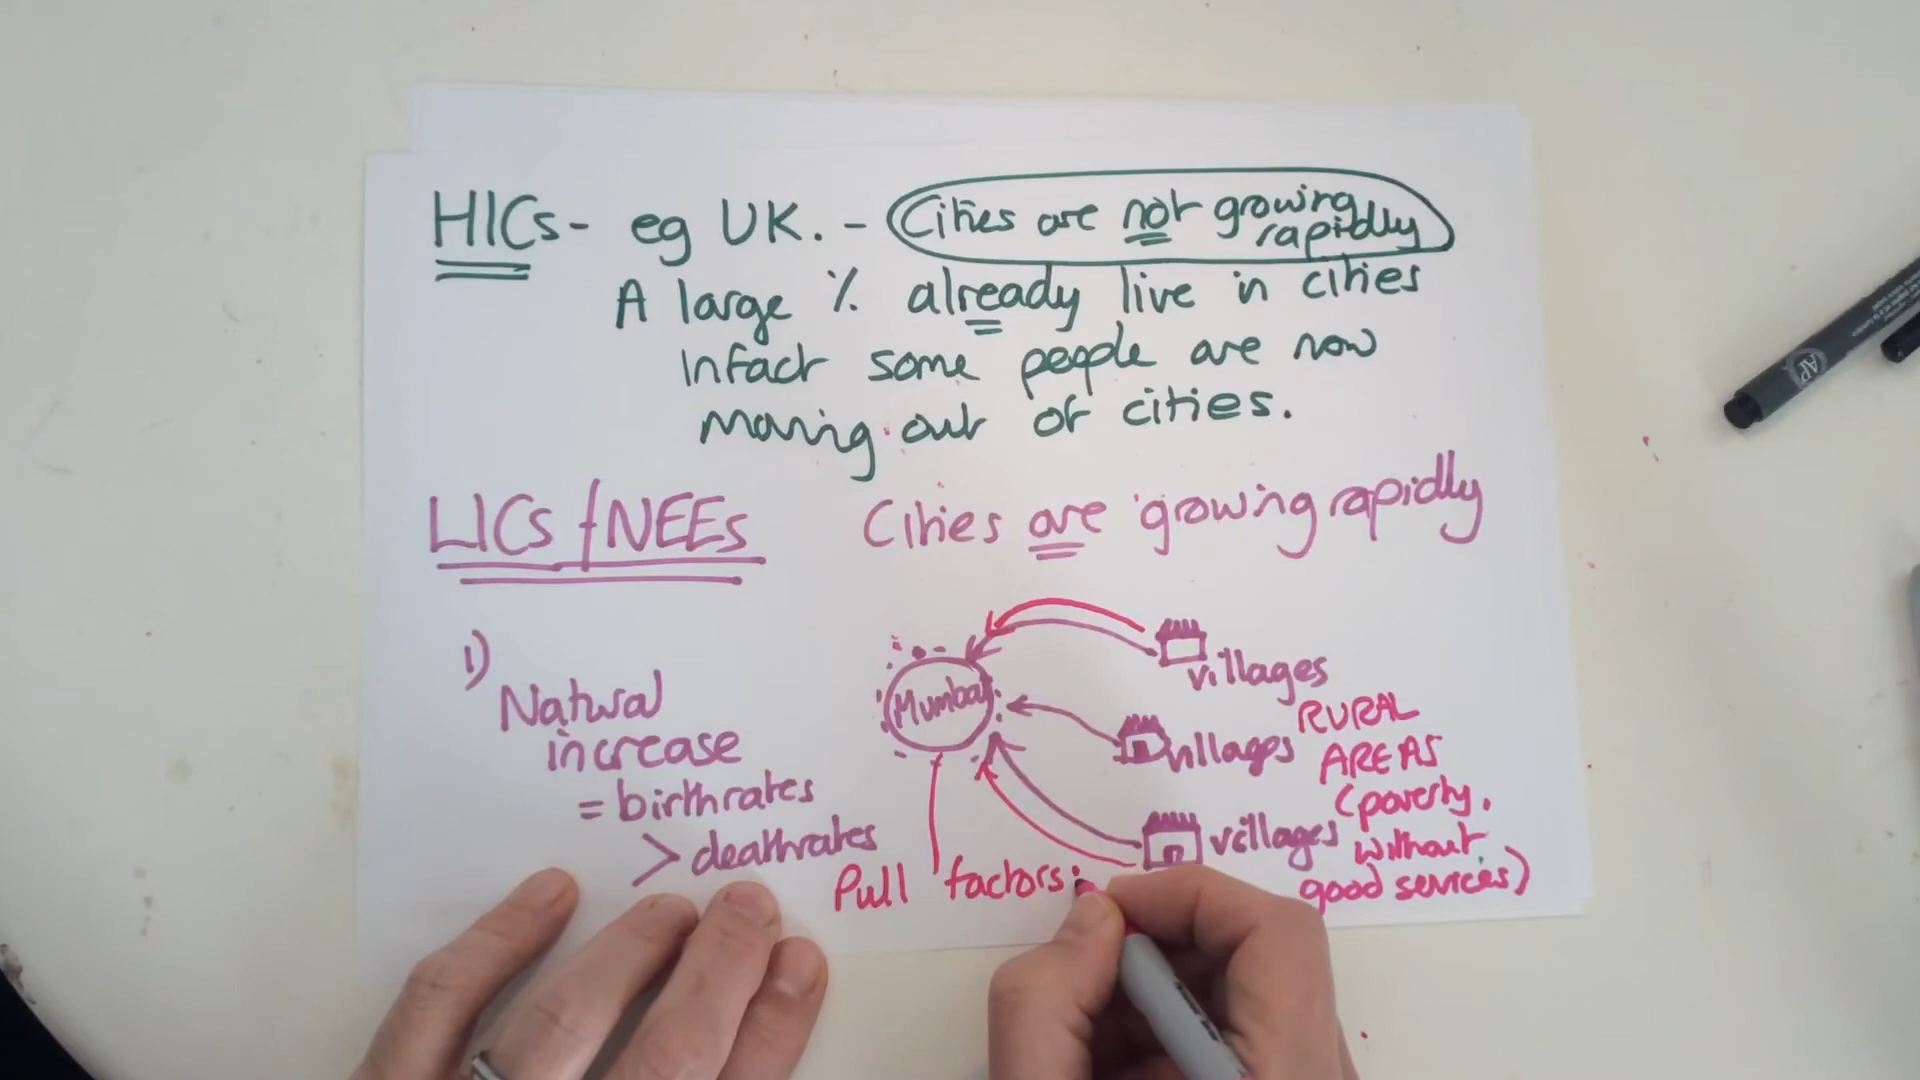 HICs - eg UK. - Cities are not growing
rapidly
A large % already live in cities
Infact some people are now
moving out of cities.
LICs / NEEs Cities are growing rapidly
1) Natural
increase
= birthrates
> deathrates
Mumbai
villages
villages
villages
RURAL
AREAS
(poverty.
without
good services)
Pull factors:
AP